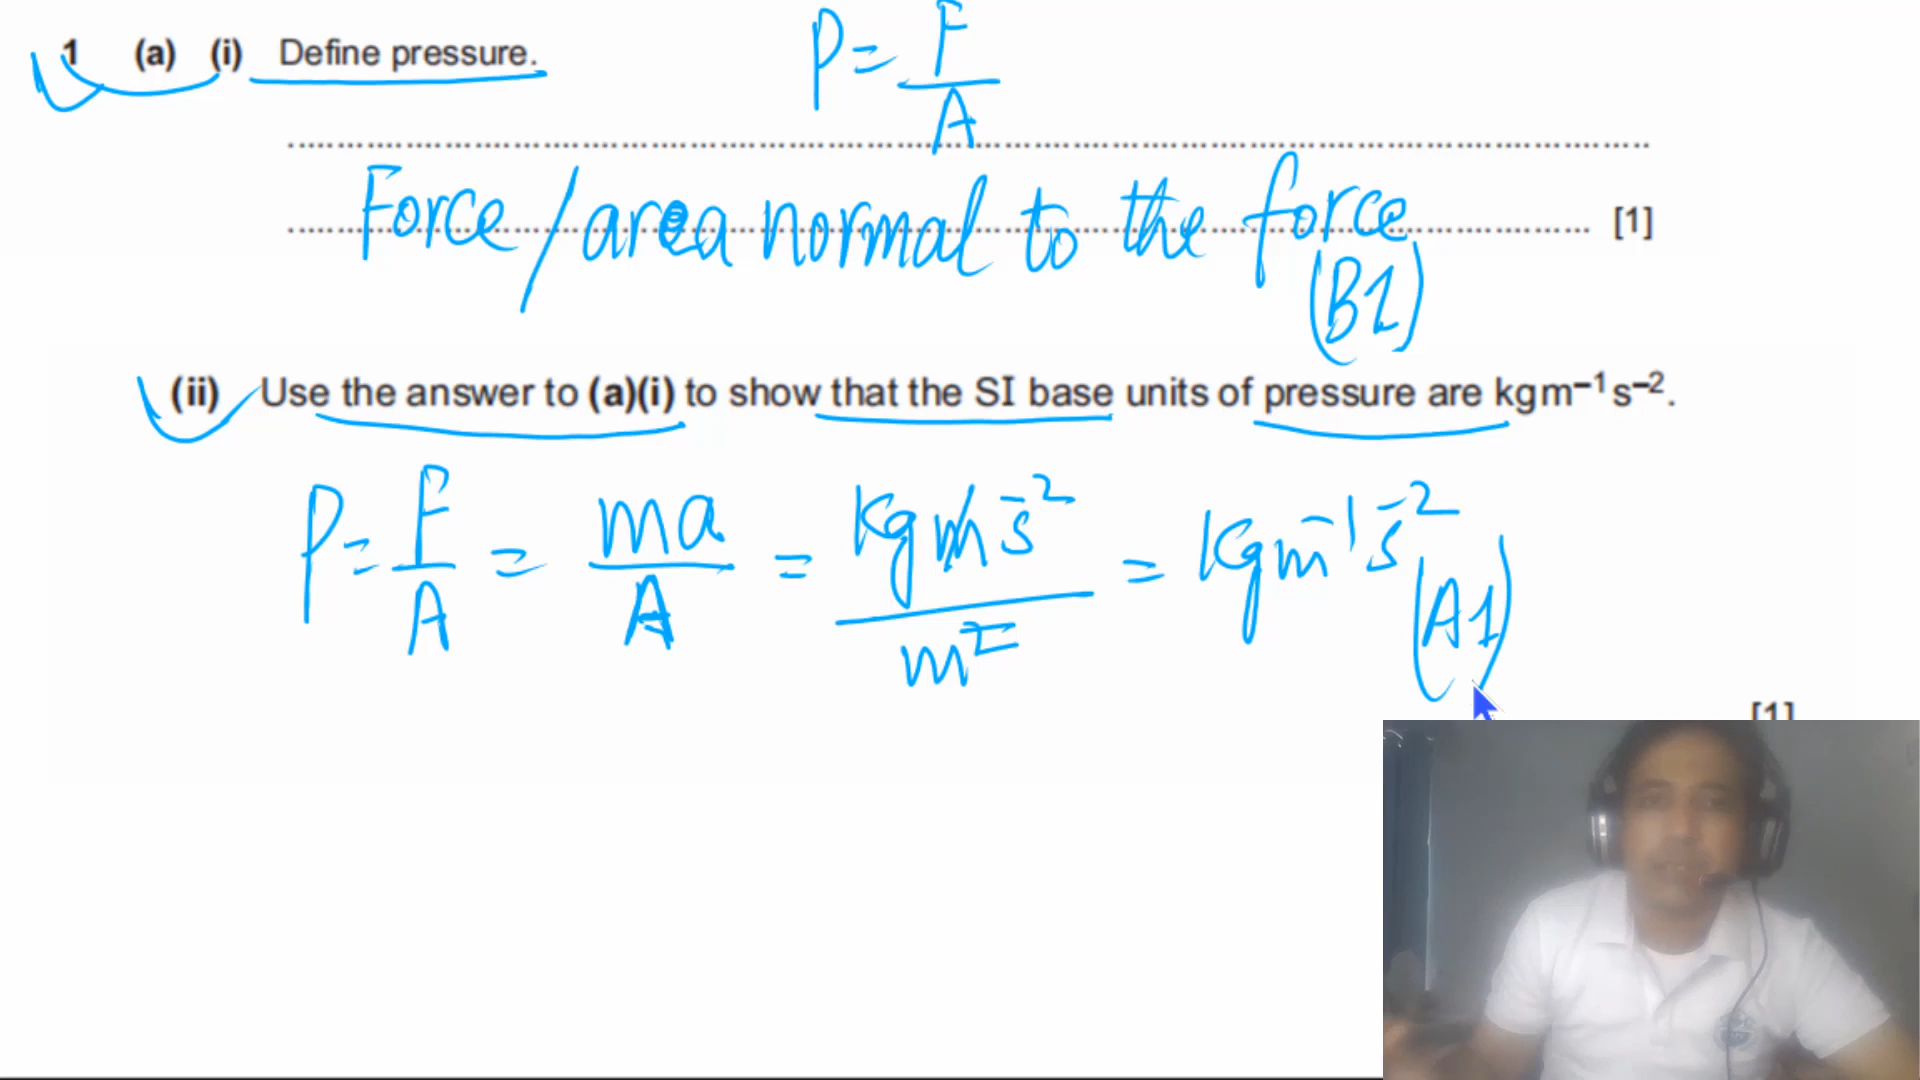 1 (a) (i) Define pressure.
P = F/A
Force / area normal to the force [1]
(B1)
(ii) Use the answer to (a)(i) to show that the SI base units of pressure are kg m⁻¹ s⁻².
P = F/A = ma/A = kg m s⁻²/m² = kg m⁻¹ s⁻²
(A1)
[1]